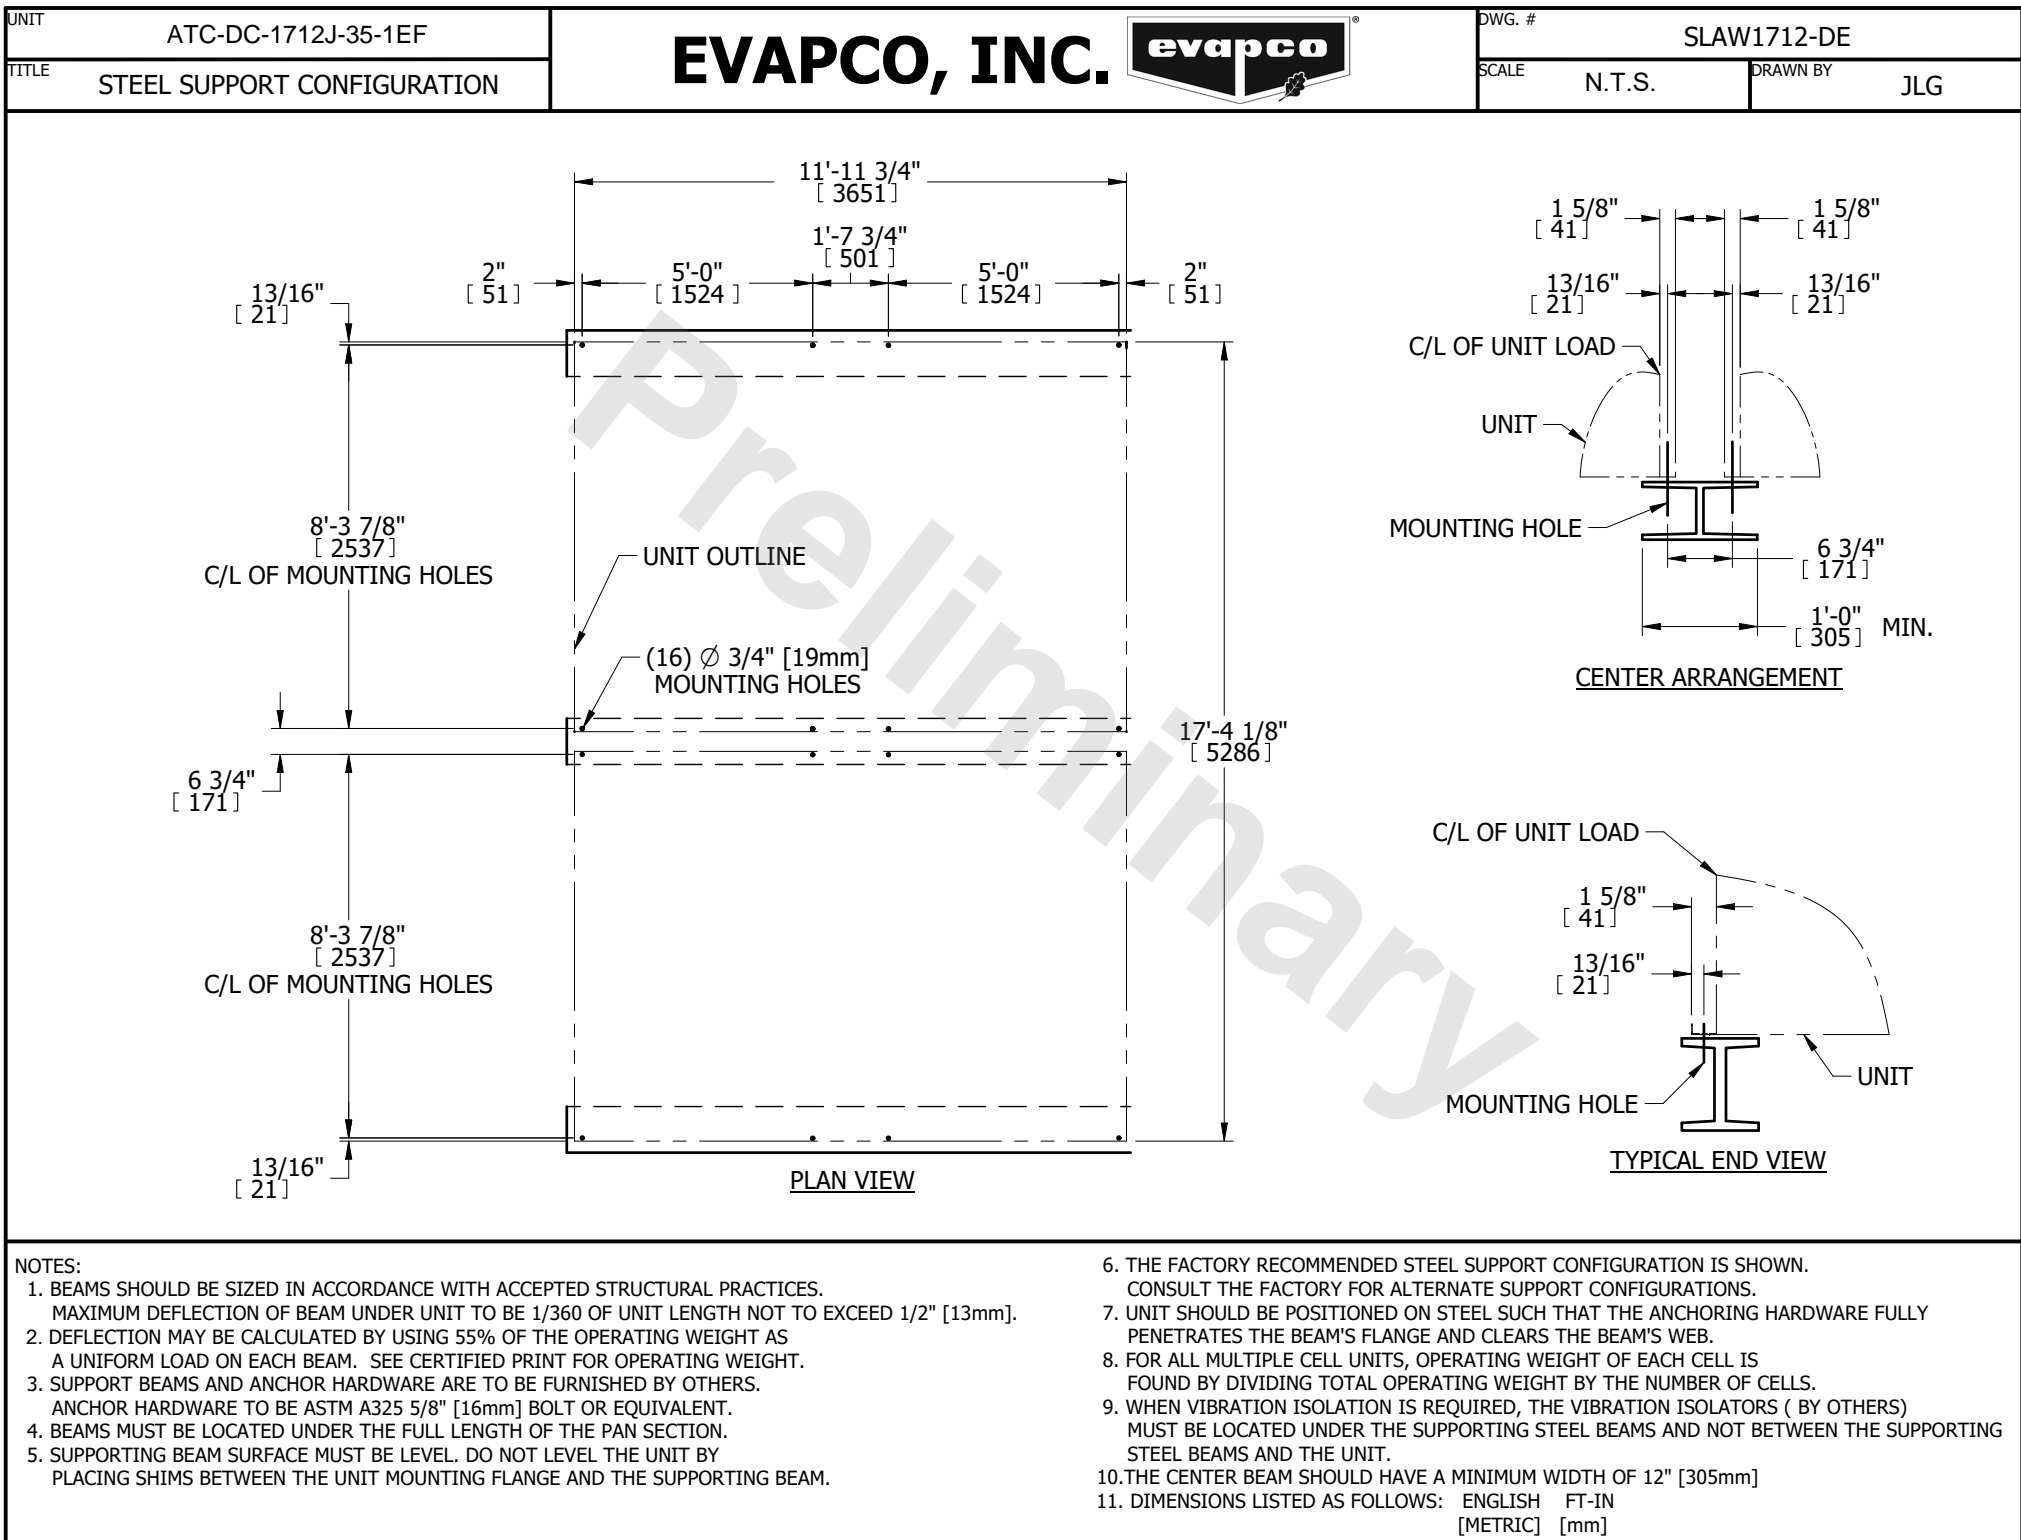 UNIT
ATC-DC-1712J-35-1EF
TITLE
STEEL SUPPORT CONFIGURATION
EVAPCO, INC.
evapco
®
DWG. #
SLAW1712-DE
SCALE
N.T.S.
DRAWN BY
JLG
11'-11 3/4"
[ 3651]
1'-7 3/4"
[ 501 ]
2"
[ 51]
5'-0"
[ 1524 ]
5'-0"
[ 1524]
2"
[ 51]
13/16"
[ 21]
8'-3 7/8"
[ 2537]
C/L OF MOUNTING HOLES
UNIT OUTLINE
(16) Ø 3/4" [19mm]
MOUNTING HOLES
6 3/4"
[ 171]
17'-4 1/8"
[ 5286]
8'-3 7/8"
[ 2537]
C/L OF MOUNTING HOLES
13/16"
[ 21]
PLAN VIEW
Preliminary
1 5/8"
[ 41]
1 5/8"
[ 41]
13/16"
[ 21]
13/16"
[ 21]
C/L OF UNIT LOAD
UNIT
MOUNTING HOLE
6 3/4"
[ 171]
1'-0"
[ 305]
MIN.
CENTER ARRANGEMENT
C/L OF UNIT LOAD
1 5/8"
[ 41]
13/16"
[ 21]
UNIT
MOUNTING HOLE
TYPICAL END VIEW
NOTES:
1. BEAMS SHOULD BE SIZED IN ACCORDANCE WITH ACCEPTED STRUCTURAL PRACTICES.
MAXIMUM DEFLECTION OF BEAM UNDER UNIT TO BE 1/360 OF UNIT LENGTH NOT TO EXCEED 1/2" [13mm].
2. DEFLECTION MAY BE CALCULATED BY USING 55% OF THE OPERATING WEIGHT AS
A UNIFORM LOAD ON EACH BEAM. SEE CERTIFIED PRINT FOR OPERATING WEIGHT.
3. SUPPORT BEAMS AND ANCHOR HARDWARE ARE TO BE FURNISHED BY OTHERS.
ANCHOR HARDWARE TO BE ASTM A325 5/8" [16mm] BOLT OR EQUIVALENT.
4. BEAMS MUST BE LOCATED UNDER THE FULL LENGTH OF THE PAN SECTION.
5. SUPPORTING BEAM SURFACE MUST BE LEVEL. DO NOT LEVEL THE UNIT BY
PLACING SHIMS BETWEEN THE UNIT MOUNTING FLANGE AND THE SUPPORTING BEAM.
6. THE FACTORY RECOMMENDED STEEL SUPPORT CONFIGURATION IS SHOWN.
CONSULT THE FACTORY FOR ALTERNATE SUPPORT CONFIGURATIONS.
7. UNIT SHOULD BE POSITIONED ON STEEL SUCH THAT THE ANCHORING HARDWARE FULLY
PENETRATES THE BEAM'S FLANGE AND CLEARS THE BEAM'S WEB.
8. FOR ALL MULTIPLE CELL UNITS, OPERATING WEIGHT OF EACH CELL IS
FOUND BY DIVIDING TOTAL OPERATING WEIGHT BY THE NUMBER OF CELLS.
9. WHEN VIBRATION ISOLATION IS REQUIRED, THE VIBRATION ISOLATORS ( BY OTHERS)
MUST BE LOCATED UNDER THE SUPPORTING STEEL BEAMS AND NOT BETWEEN THE SUPPORTING
STEEL BEAMS AND THE UNIT.
10.THE CENTER BEAM SHOULD HAVE A MINIMUM WIDTH OF 12" [305mm]
11. DIMENSIONS LISTED AS FOLLOWS: ENGLISH FT-IN
[METRIC] [mm]